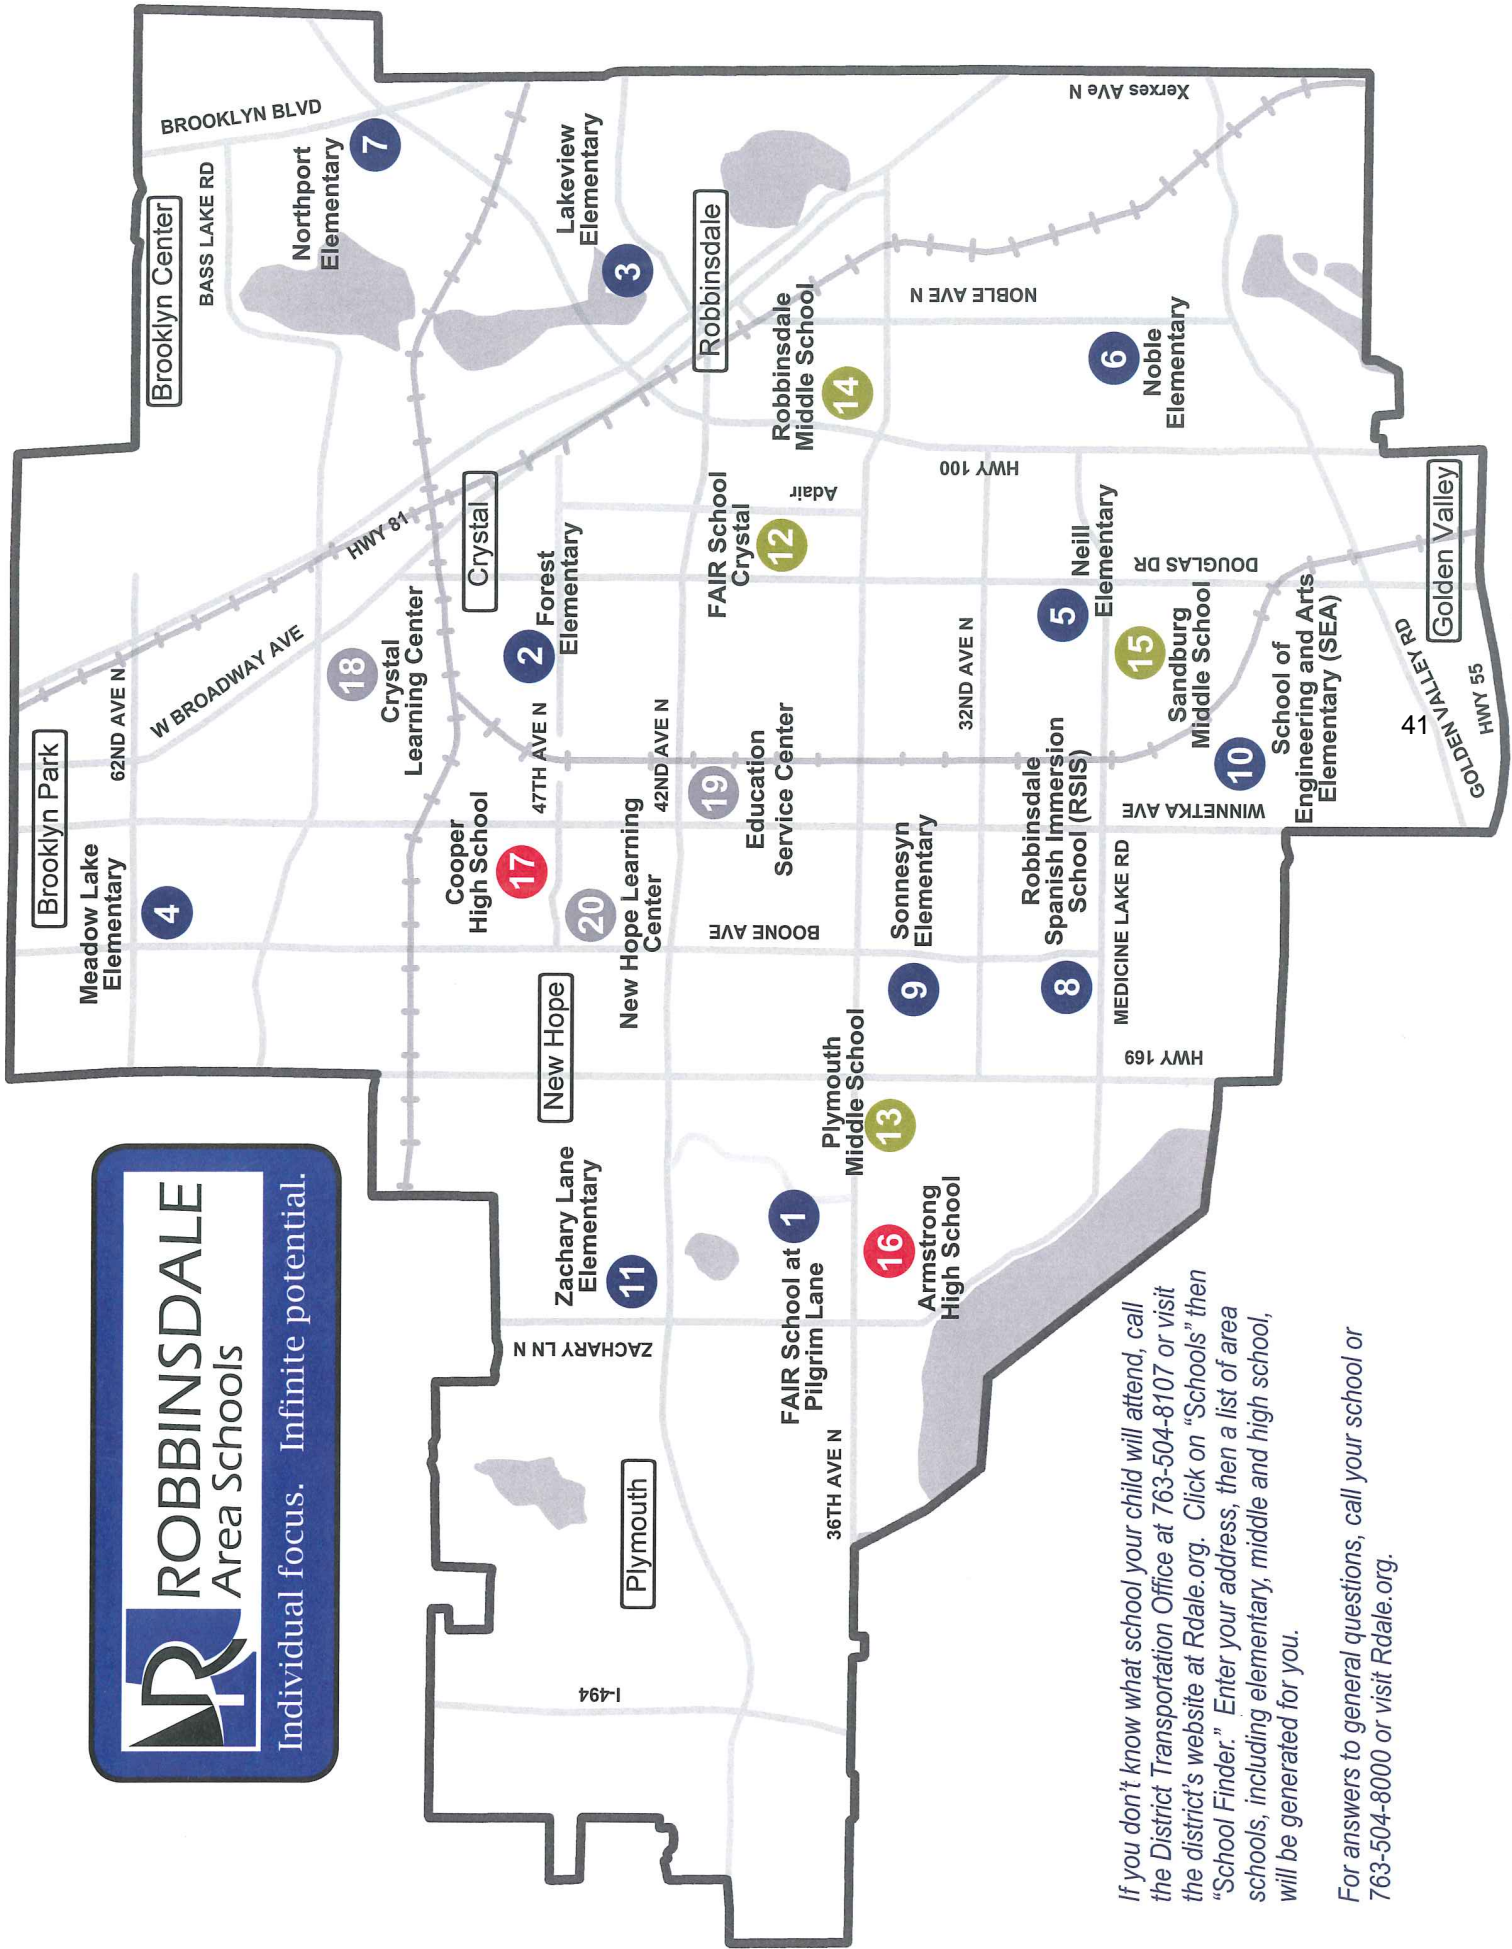 ROBBINSDALE
Area Schools
Individual focus.  Infinite potential.
Brooklyn Park
Brooklyn Center
BROOKLYN BLVD
BASS LAKE RD
62ND AVE N
W BROADWAY AVE
HWY 81
Meadow Lake
Elementary
4
Northport
Elementary
7
18
Crystal
Learning Center
Crystal
Cooper
High School
17
2
Forest
Elementary
47TH AVE N
Lakeview
Elementary
3
New Hope
20
New Hope Learning
Center
Zachary Lane
Elementary
11
ZACHARY LN N
Plymouth
I-494
42ND AVE N
19
Education
Service Center
BOONE AVE
FAIR School
Crystal
12
Adair
Robbinsdale
Robbinsdale
Middle School
14
1
FAIR School at
Pilgrim Lane
36TH AVE N
Plymouth
Middle School
13
16
Armstrong
High School
Sonnesyn
Elementary
9
32ND AVE N
HWY 100
NOBLE AVE N
Xerxes AVe N
Robbinsdale
Spanish Immersion
School (RSIS)
8
MEDICINE LAKE RD
HWY 169
WINNETKA AVE
5
Neill
Elementary
DOUGLAS DR
15
Sandburg
Middle School
6
Noble
Elementary
10
School of
Engineering and Arts
Elementary (SEA)
GOLDEN VALLEY RD
Golden Valley
HWY 55
41
If you don't know what school your child will attend, call
the District Transportation Office at 763-504-8107 or visit
the district's website at Rdale.org.  Click on "Schools" then
"School Finder." Enter your address, then a list of area
schools, including elementary, middle and high school,
will be generated for you.
For answers to general questions, call your school or
763-504-8000 or visit Rdale.org.